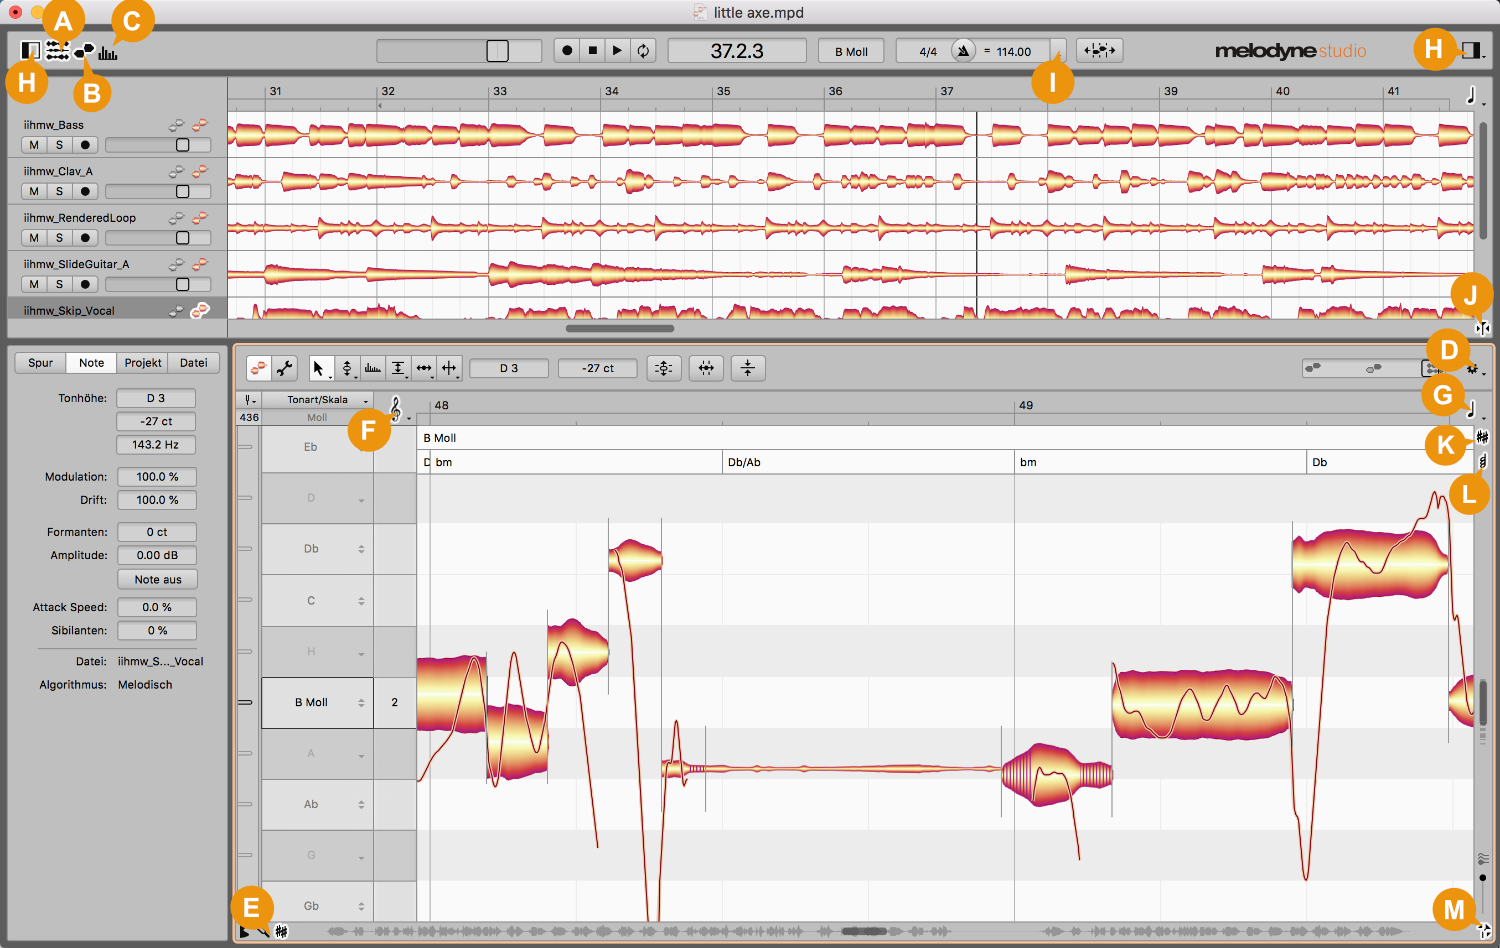 little axe.mpd
A
C
37.2.3
B Moll
4/4
= 114.00
melodyne studio
H
H
B
I
31
32
33
34
35
36
37
39
40
41
iihmw_Bass
M S
iihmw_Clav_A
M S
iihmw_RenderedLoop
M S
iihmw_SlideGuitar_A
M S
iihmw_Skip_Vocal
J
Spur Note Projekt Datei
D 3
-27 ct
D
Tonhöhe: D 3
-27 ct
143.2 Hz
Modulation: 100.0 %
Drift: 100.0 %
Formanten: 0 ct
Amplitude: 0.00 dB
Note aus
Attack Speed: 0.0 %
Sibilanten: 0 %
Datei: iihmw_S..._Vocal
Algorithmus: Melodisch
Tonart/Skala
436 Moll
F
48
49
G
B Moll
K
D bm
Db/Ab
bm
Db
L
Eb
D
Db
C
H
B Moll 2
A
Ab
G
Gb
E
M